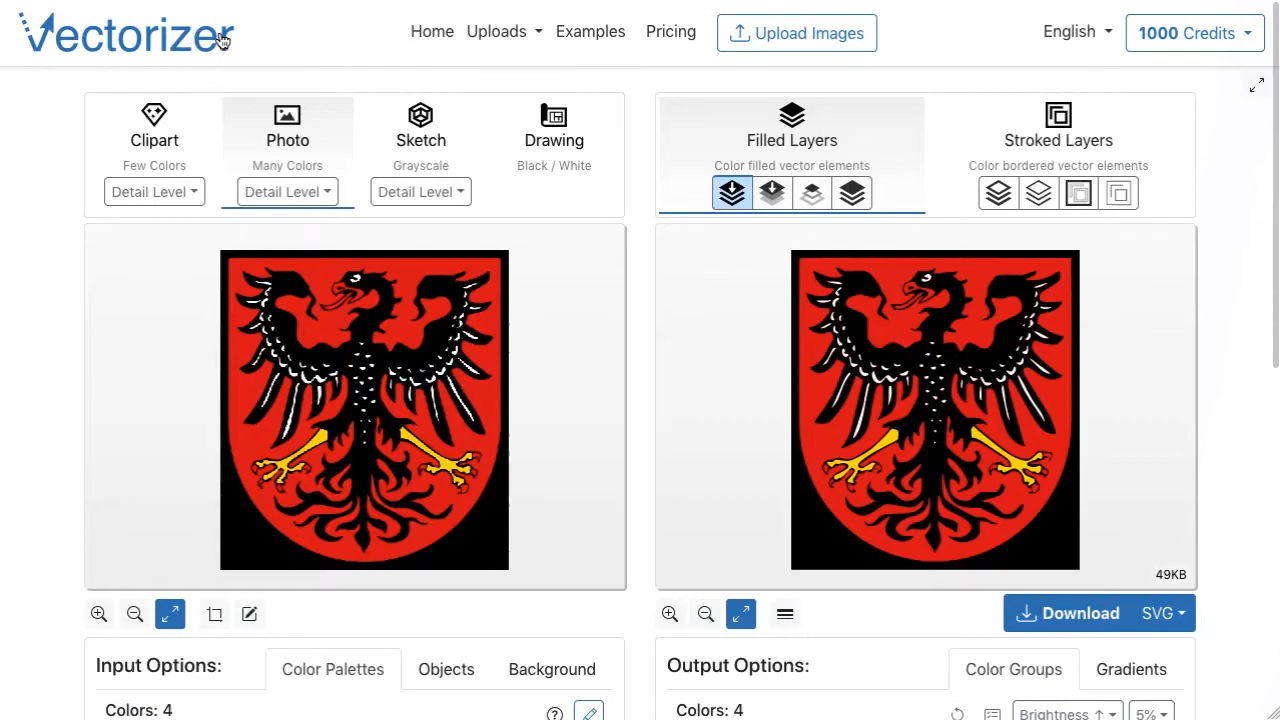 Vectorizer
Home Uploads Examples Pricing Upload Images English 1000 Credits
Clipart Photo Sketch Drawing Filled Layers Stroked Layers
Few Colors Many Colors Grayscale Black / White Color filled vector elements Color bordered vector elements
Detail Level Detail Level Detail Level
49KB
Download SVG
Input Options: Color Palettes Objects Background Output Options: Color Groups Gradients
Colors: 4 Colors: 4 Brightness ↑ 5%